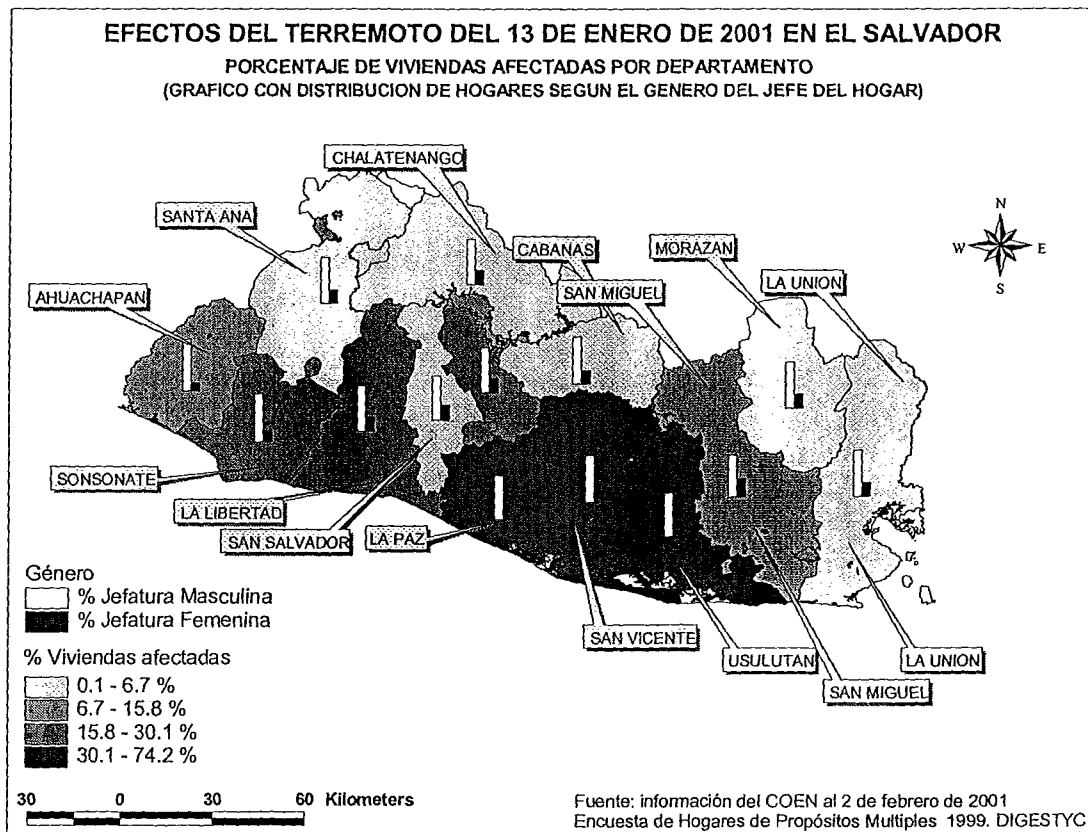 EFECTOS DEL TERREMOTO DEL 13 DE ENERO DE 2001 EN EL SALVADOR
PORCENTAJE DE VIVIENDAS AFECTADAS POR DEPARTAMENTO
(GRAFICO CON DISTRIBUCION DE HOGARES SEGUN EL GENERO DEL JEFE DEL HOGAR)
CHALATENANGO
SANTA ANA
CABANAS
MORAZAN
N
W
E
S
AHUACHAPAN
SAN MIGUEL
LA UNION
SONSONATE
LA LIBERTAD
SAN SALVADOR
LA PAZ
SAN VICENTE
USULUTAN
LA UNION
SAN MIGUEL
Género
% Jefatura Masculina
% Jefatura Femenina
% Viviendas afectadas
0.1 - 6.7 %
6.7 - 15.8 %
15.8 - 30.1 %
30.1 - 74.2 %
30 0 30 60 Kilometers
Fuente: información del COEN al 2 de febrero de 2001
Encuesta de Hogares de Propósitos Multiples 1999. DIGESTYC